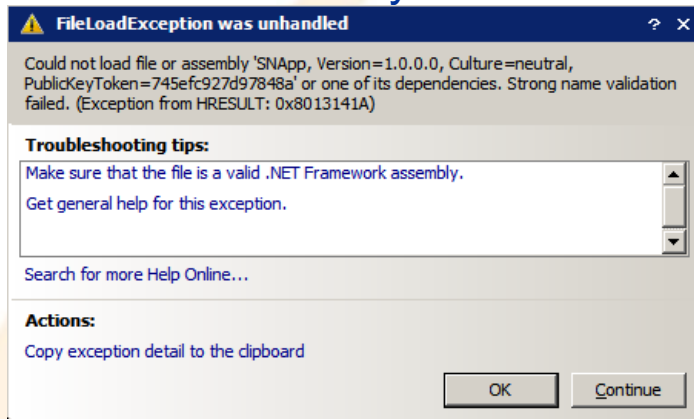 FileLoadException was unhandled
Could not load file or assembly 'SNApp, Version=1.0.0.0, Culture=neutral,
PublicKeyToken=745efc927d97848a' or one of its dependencies. Strong name validation
failed. (Exception from HRESULT: 0x8013141A)
Troubleshooting tips:
Make sure that the file is a valid .NET Framework assembly.
Get general help for this exception.
Search for more Help Online...
Actions:
Copy exception detail to the clipboard
OK Continue